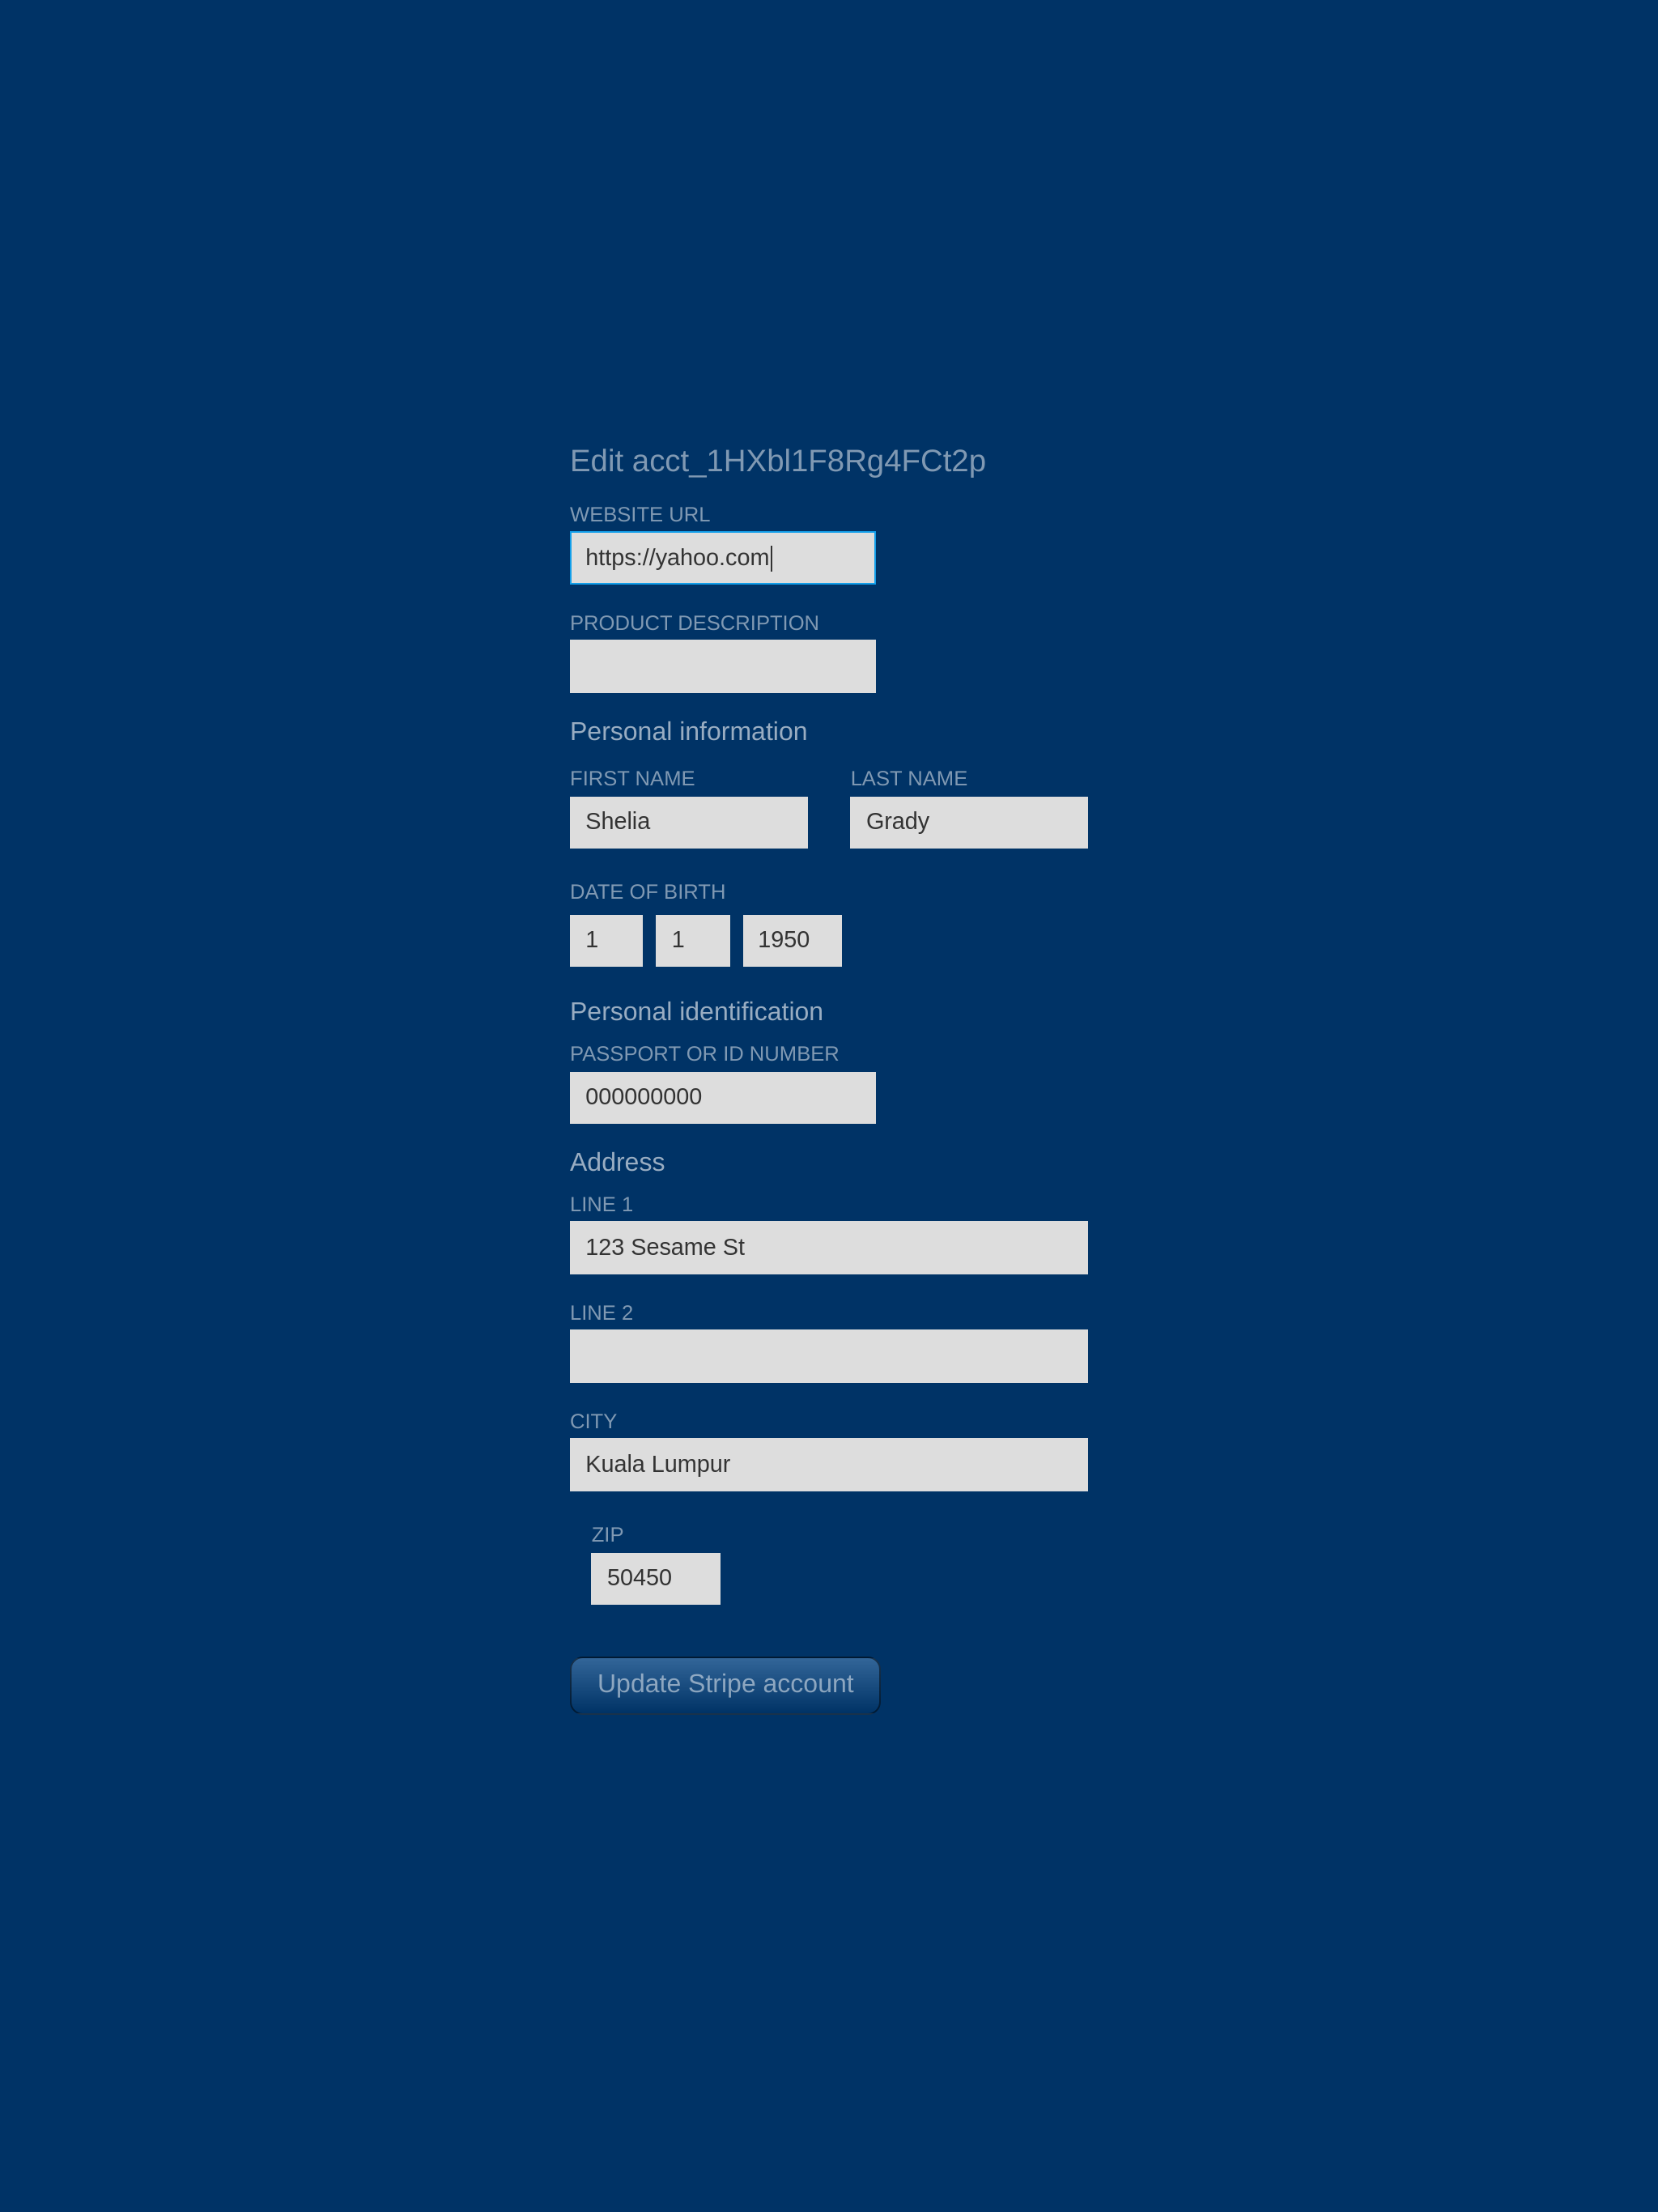 Edit acct_1HXbl1F8Rg4FCt2p
WEBSITE URL
https://yahoo.com
PRODUCT DESCRIPTION
Personal information
FIRST NAME LAST NAME
Shelia Grady
DATE OF BIRTH
1 1 1950
Personal identification
PASSPORT OR ID NUMBER
000000000
Address
LINE 1
123 Sesame St
LINE 2
CITY
Kuala Lumpur
ZIP
50450
Update Stripe account